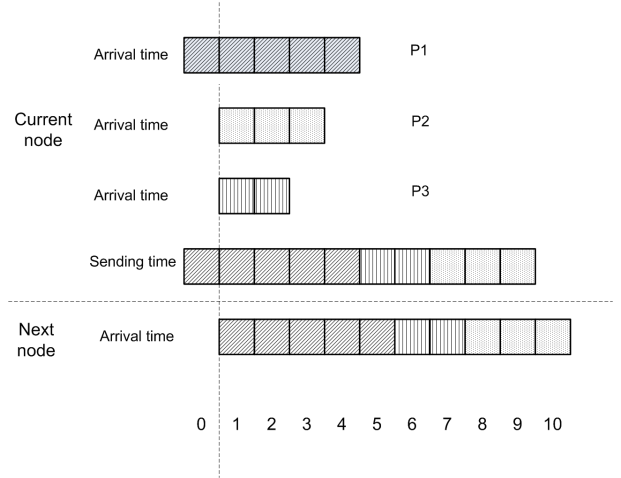 Arrival time P1
Current node
Arrival time P2
Arrival time P3
Sending time
Next node
Arrival time
0 1 2 3 4 5 6 7 8 9 10